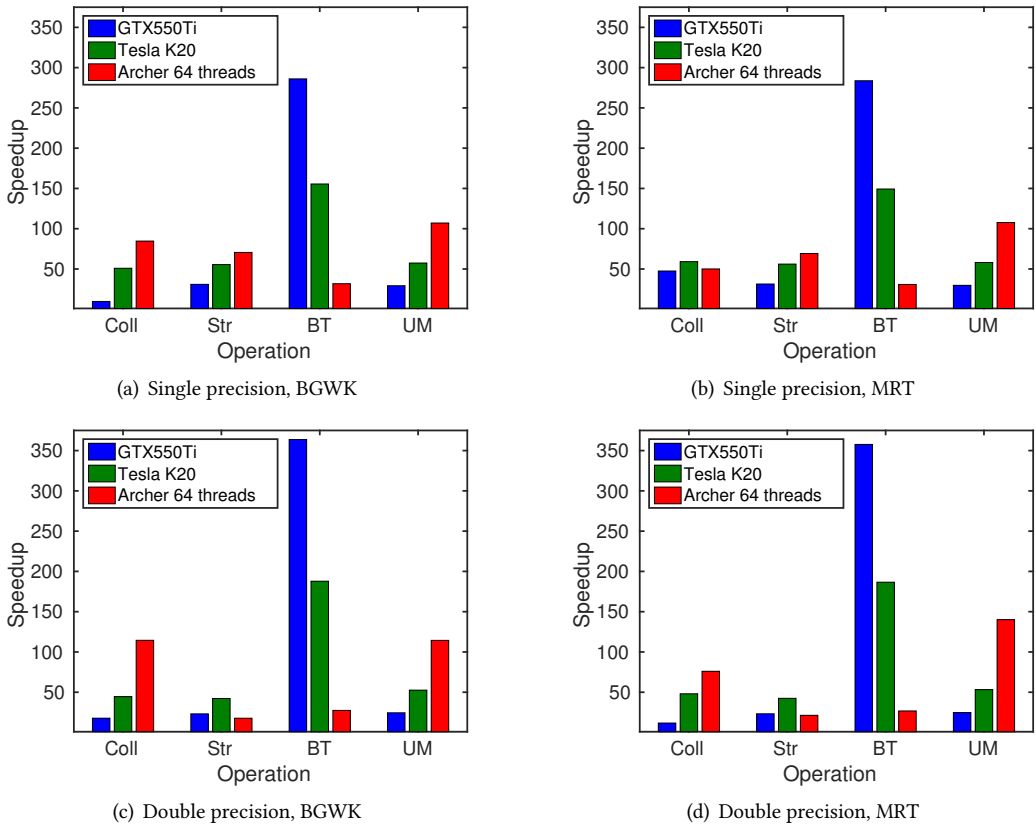 GTX550Ti
Tesla K20
Archer 64 threads
Speedup
350
300
250
200
150
100
50
Coll Str BT UM
Operation
(a) Single precision, BGWK
GTX550Ti
Tesla K20
Archer 64 threads
Speedup
350
300
250
200
150
100
50
Coll Str BT UM
Operation
(b) Single precision, MRT
GTX550Ti
Tesla K20
Archer 64 threads
Speedup
350
300
250
200
150
100
50
Coll Str BT UM
Operation
(c) Double precision, BGWK
GTX550Ti
Tesla K20
Archer 64 threads
Speedup
350
300
250
200
150
100
50
Coll Str BT UM
Operation
(d) Double precision, MRT